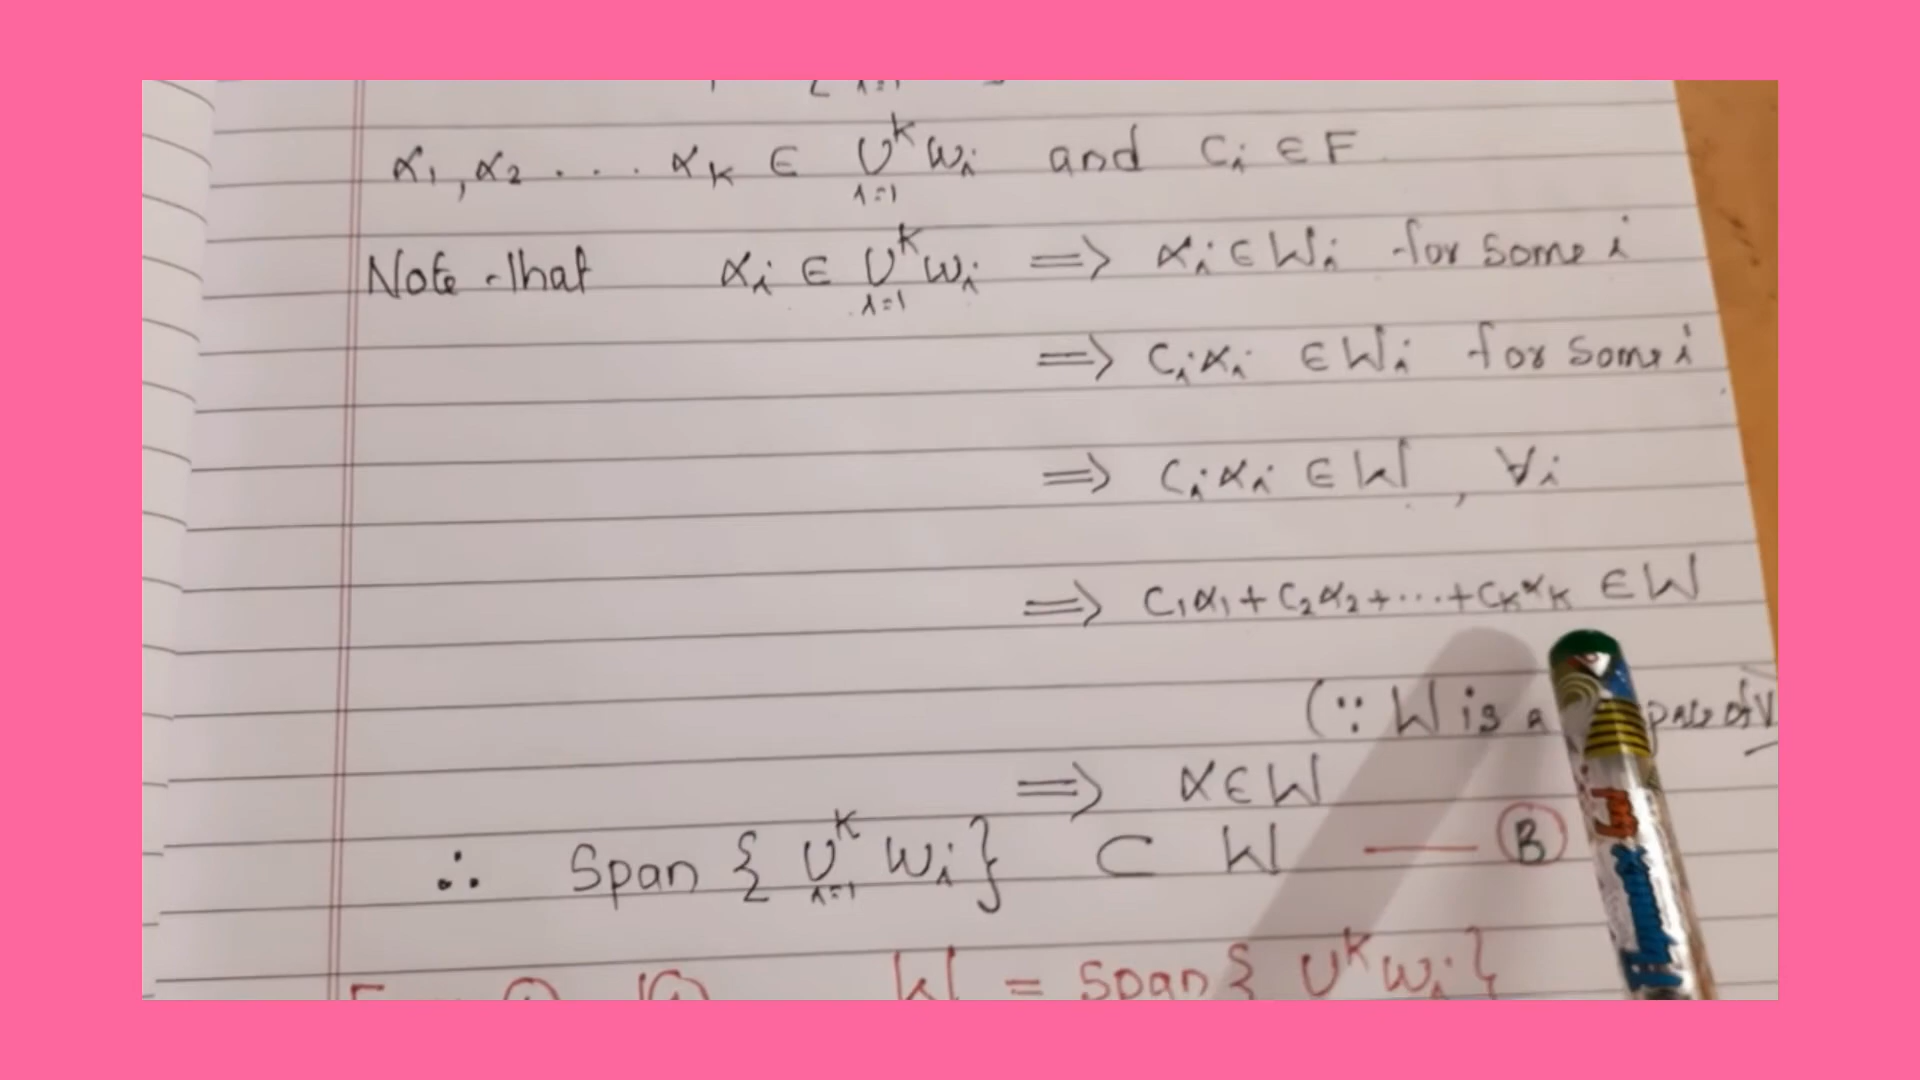 α₁, α₂ .... αₖ ∈ ∪ᵏᵢ₌₁ Wᵢ and Cᵢ ∈ F
Note that αᵢ ∈ ∪ᵏᵢ₌₁ Wᵢ => αᵢ ∈ Wᵢ for some i
=> Cᵢαᵢ ∈ Wᵢ for some i
=> Cᵢαᵢ ∈ W, ∀i
=> C₁α₁ + C₂α₂ + ... + Cₖαₖ ∈ W
(∵ W is a of V
=> α ∈ W
∴ Span { ∪ᵏᵢ₌₁ Wᵢ } ⊂ W — B
W = Span { ∪ᵏ Wᵢ }